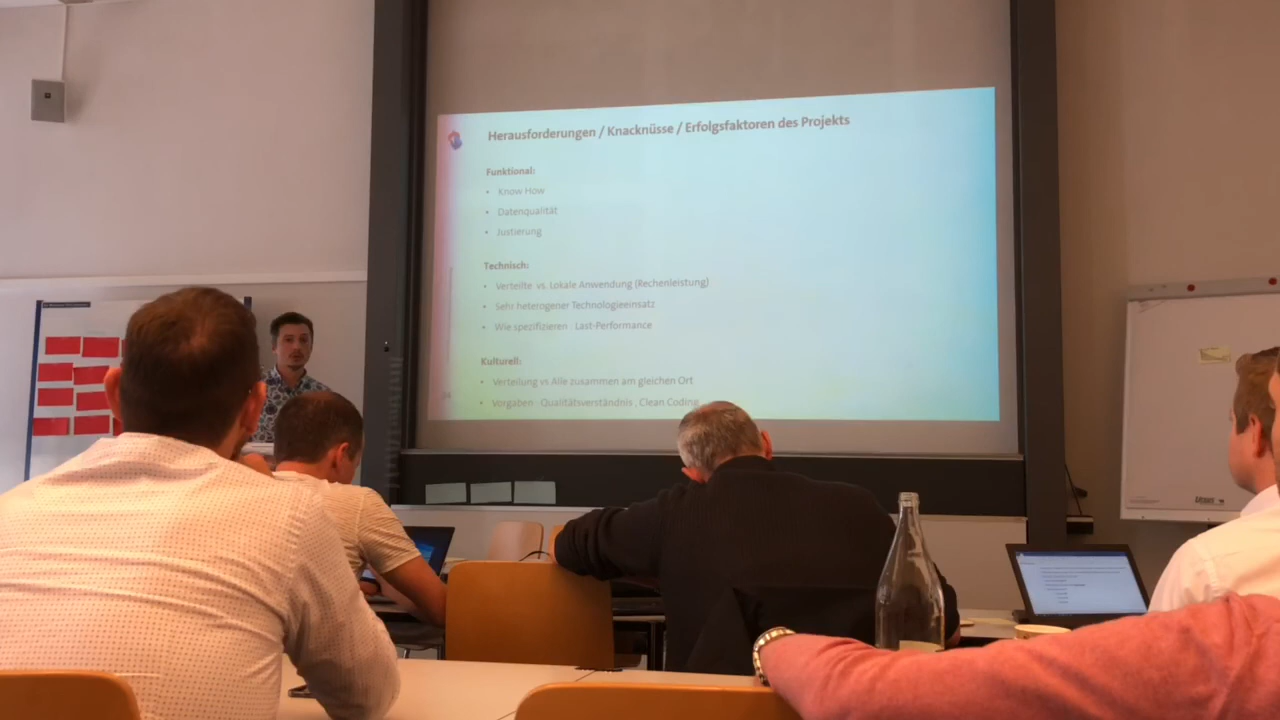 Herausforderungen / Knacknüsse / Erfolgsfaktoren des Projekts
Funktional:
• Know How
• Datenqualität
• Justierung
Technisch:
• Verteilte vs. Lokale Anwendung (Rechenleistung)
• Sehr heterogener Technologieeinsatz
• Wie spezifizieren Last-Performance
Kulturell:
• Verteilung vs Alle zusammen am gleichen Ort
• Vorgaben Qualitätsverständnis , Clean Coding